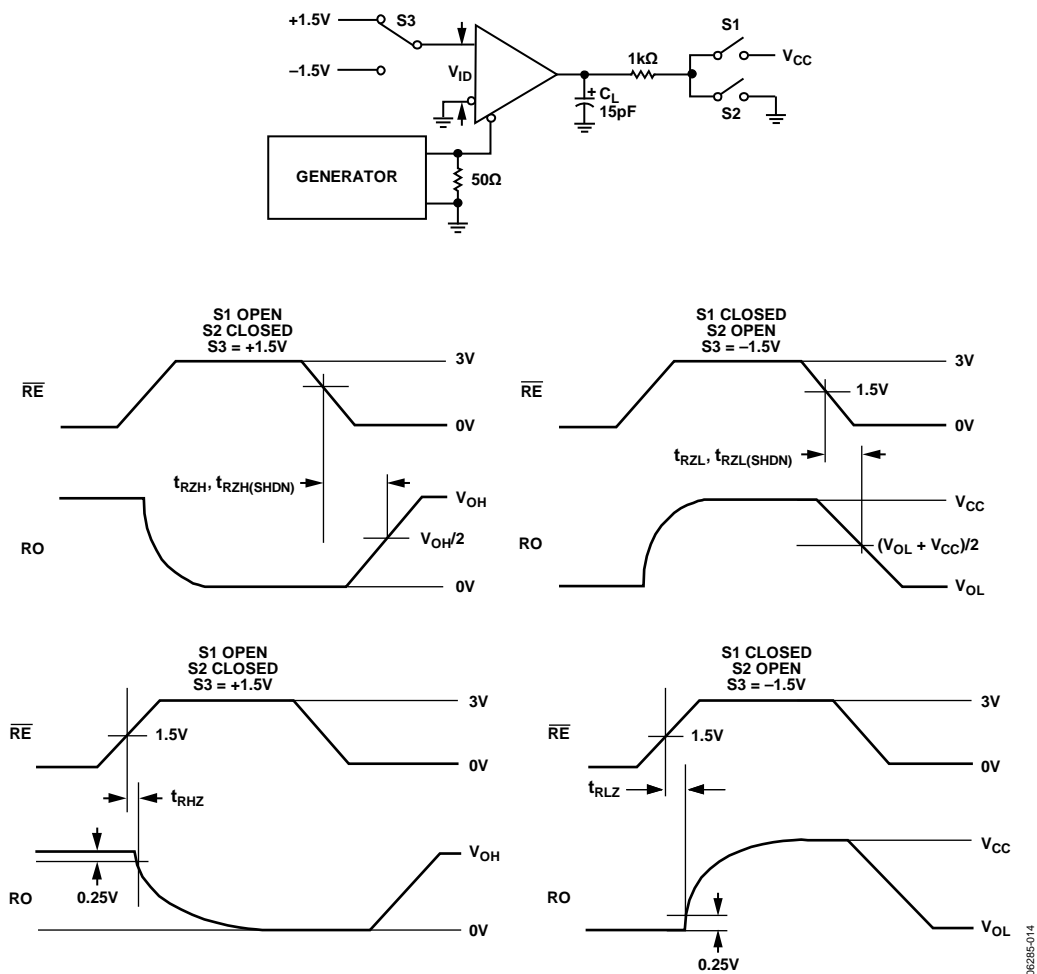 +1.5V
S3
–1.5V
V_ID
1kΩ
S1
V_CC
+ C_L
15pF
S2
GENERATOR
50Ω
S1 OPEN
S2 CLOSED
S3 = +1.5V
RE
3V
0V
t_RZH, t_RZH(SHDN)
RO
V_OH
V_OH/2
0V
S1 CLOSED
S2 OPEN
S3 = –1.5V
RE
3V
1.5V
0V
t_RZL, t_RZL(SHDN)
RO
V_CC
(V_OL + V_CC)/2
V_OL
S1 OPEN
S2 CLOSED
S3 = +1.5V
RE
3V
1.5V
0V
t_RHZ
RO
V_OH
0.25V
0V
S1 CLOSED
S2 OPEN
S3 = –1.5V
RE
3V
1.5V
0V
t_RLZ
RO
V_CC
V_OL
0.25V
06285-014